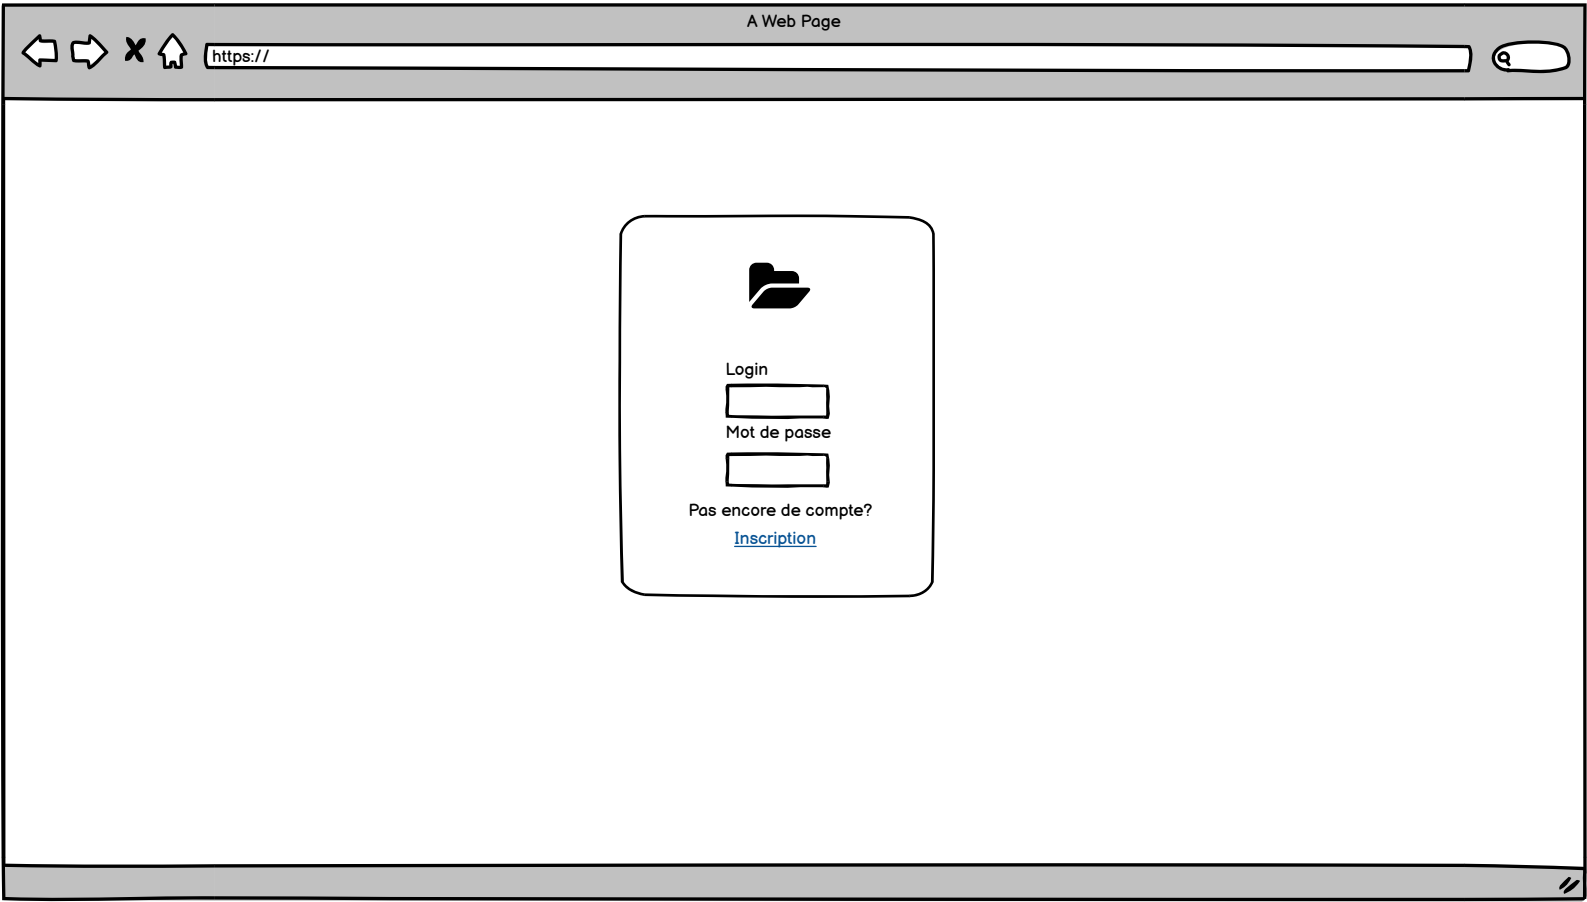 A Web Page
https://
Login
Mot de passe
Pas encore de compte?
Inscription